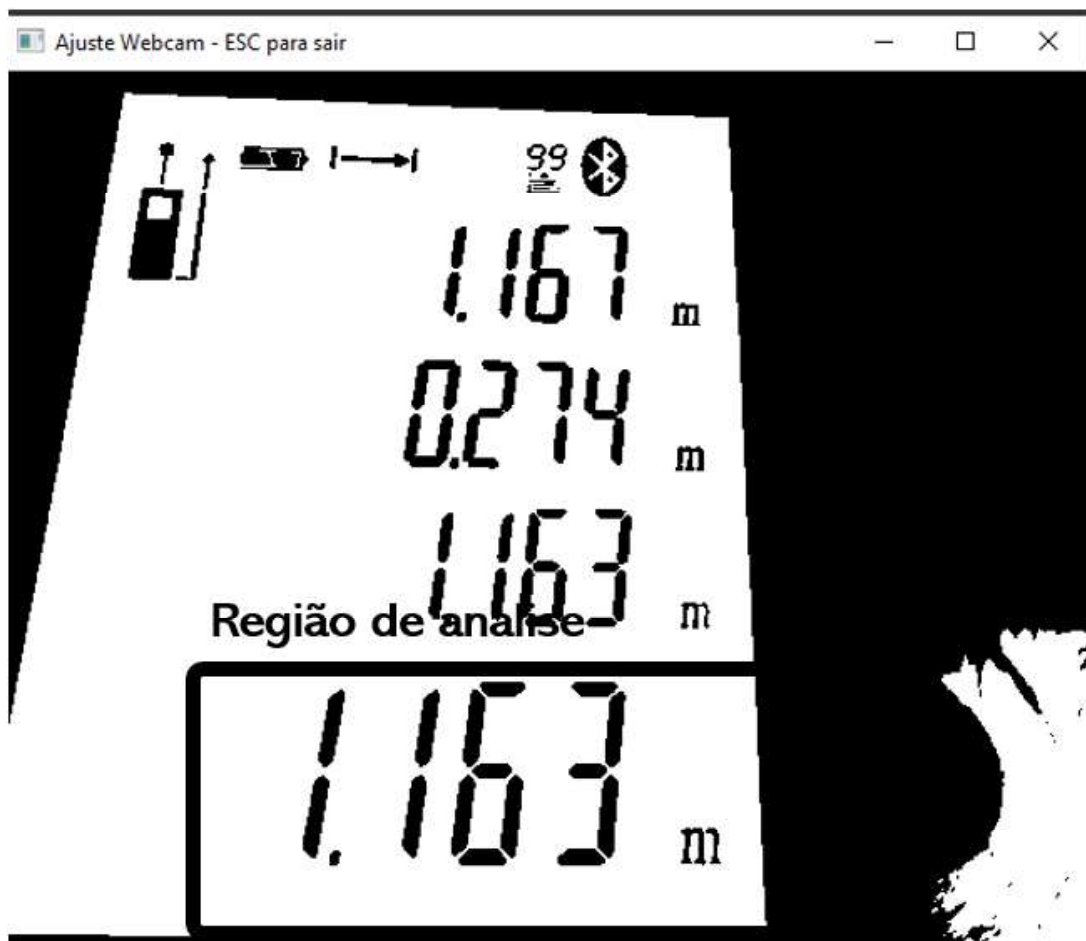 Ajuste Webcam - ESC para sair
99
1.167 m
0.274 m
1.163 m
Região de analise
1.163 m